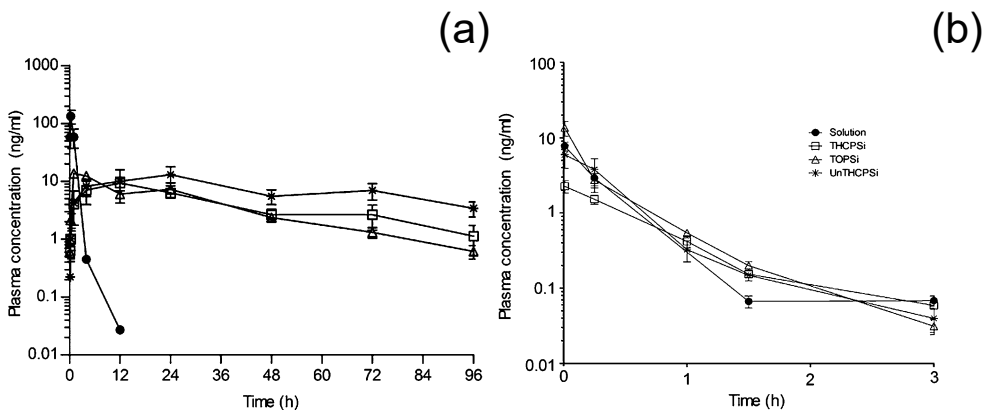 (a)
1000
100
10
1
0.1
0.01
Plasma concentration (ng/ml)
0 12 24 36 48 60 72 84 96
Time (h)
(b)
100
10
1
0.1
0.01
Plasma concentration (ng/ml)
Solution
THCPSi
TOPSi
UnTHCPSi
0 1 2 3
Time (h)